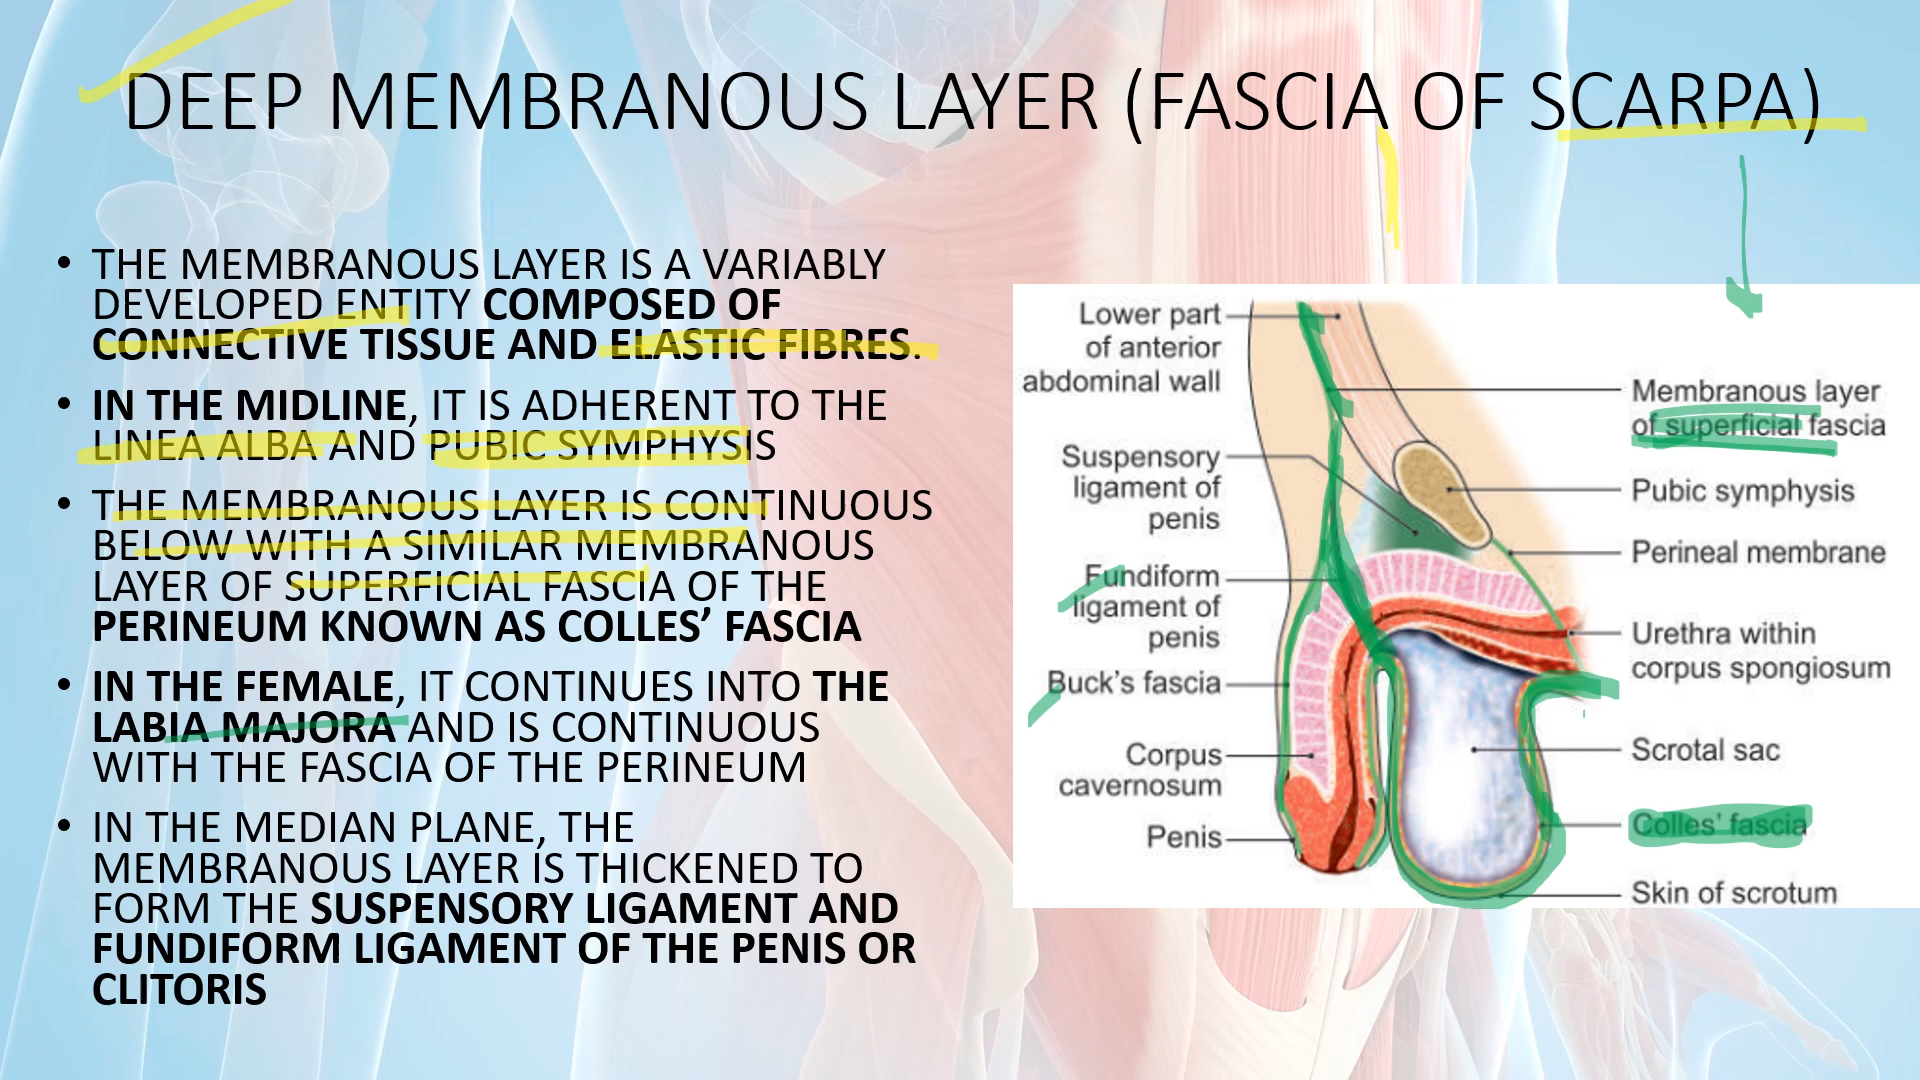 DEEP MEMBRANOUS LAYER (FASCIA OF SCARPA)
• THE MEMBRANOUS LAYER IS A VARIABLY
DEVELOPED ENTITY COMPOSED OF
CONNECTIVE TISSUE AND ELASTIC FIBRES.
• IN THE MIDLINE, IT IS ADHERENT TO THE
LINEA ALBA AND PUBIC SYMPHYSIS
• THE MEMBRANOUS LAYER IS CONTINUOUS
BELOW WITH A SIMILAR MEMBRANOUS
LAYER OF SUPERFICIAL FASCIA OF THE
PERINEUM KNOWN AS COLLES’ FASCIA
• IN THE FEMALE, IT CONTINUES INTO THE
LABIA MAJORA AND IS CONTINUOUS
WITH THE FASCIA OF THE PERINEUM
• IN THE MEDIAN PLANE, THE
MEMBRANOUS LAYER IS THICKENED TO
FORM THE SUSPENSORY LIGAMENT AND
FUNDIFORM LIGAMENT OF THE PENIS OR
CLITORIS
Lower part
of anterior
abdominal wall
Suspensory
ligament of
penis
Fundiform
ligament of
penis
Buck’s fascia
Corpus
cavernosum
Penis
Membranous layer
of superficial fascia
Pubic symphysis
Perineal membrane
Urethra within
corpus spongiosum
Scrotal sac
Colles’ fascia
Skin of scrotum